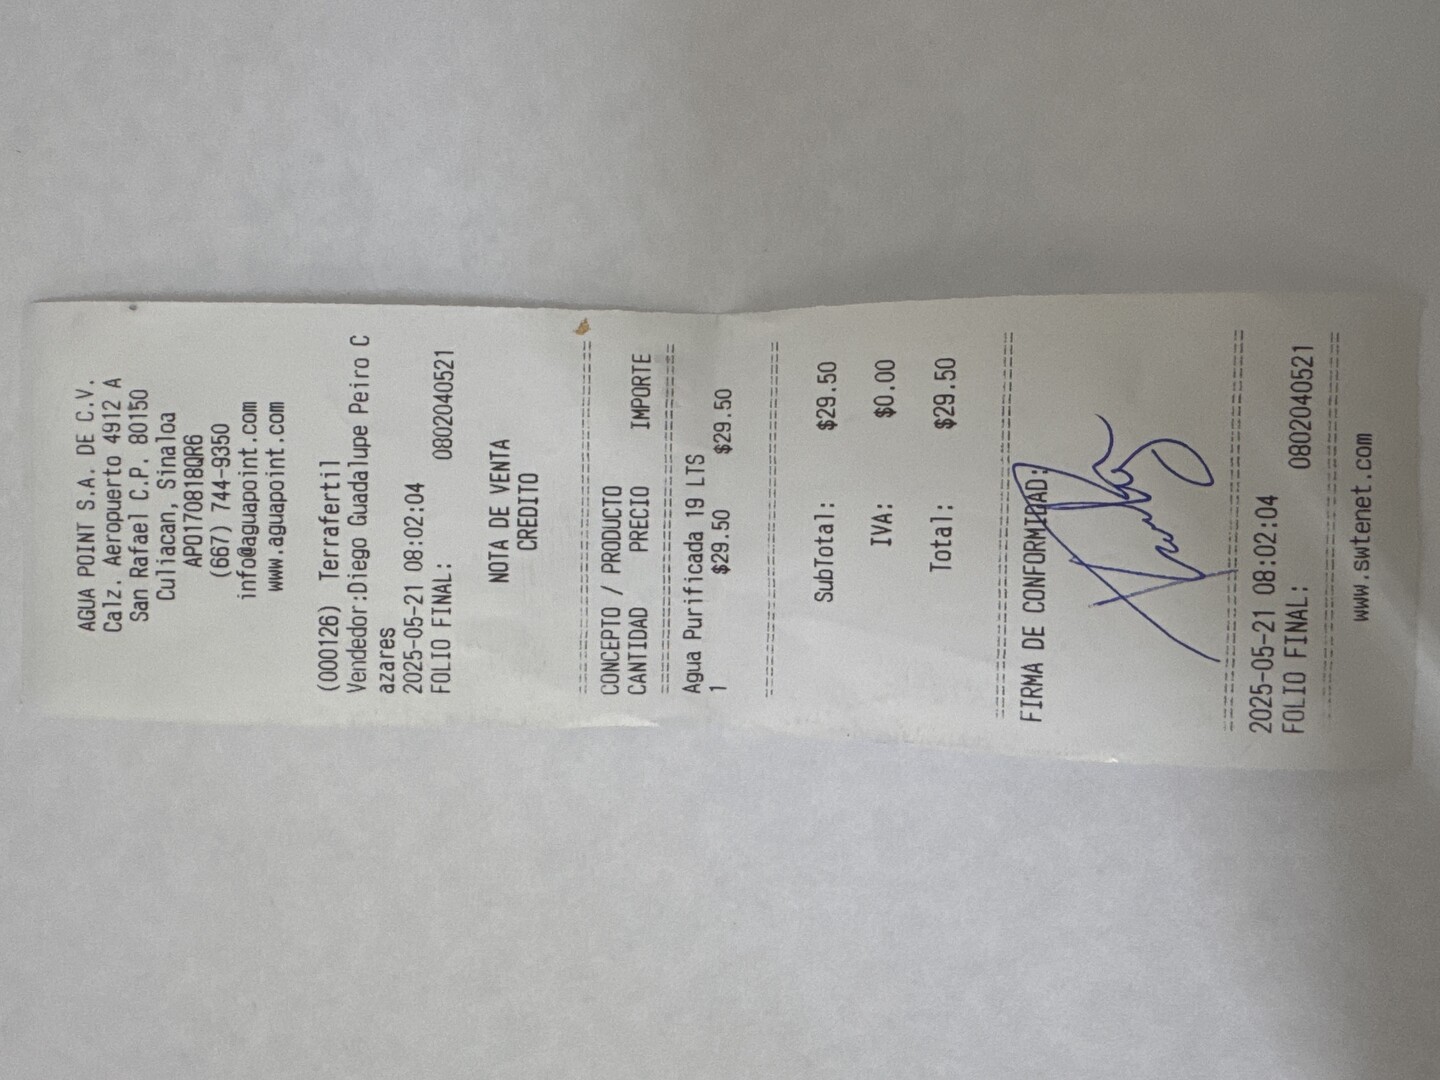 AGUA POINT S.A. DE C.V.
Calz. Aeropuerto 4912 A
San Rafael C.P. 80150
Culiacan, Sinaloa
APO170818QR6
(667) 744-9350
info@aguapoint.com
www.aguapoint.com
(000126) Terrafertil
Vendedor:Diego Guadalupe Peiro C
azares
2025-05-21 08:02:04
FOLIO FINAL: 0802040521
NOTA DE VENTA
CREDITO
CONCEPTO / PRODUCTO
CANTIDAD PRECIO IMPORTE
Agua Purificada 19 LTS
1 $29.50 $29.50
SubTotal: $29.50
IVA: $0.00
Total: $29.50
FIRMA DE CONFORMIDAD:
2025-05-21 08:02:04
FOLIO FINAL: 0802040521
www.swtenet.com